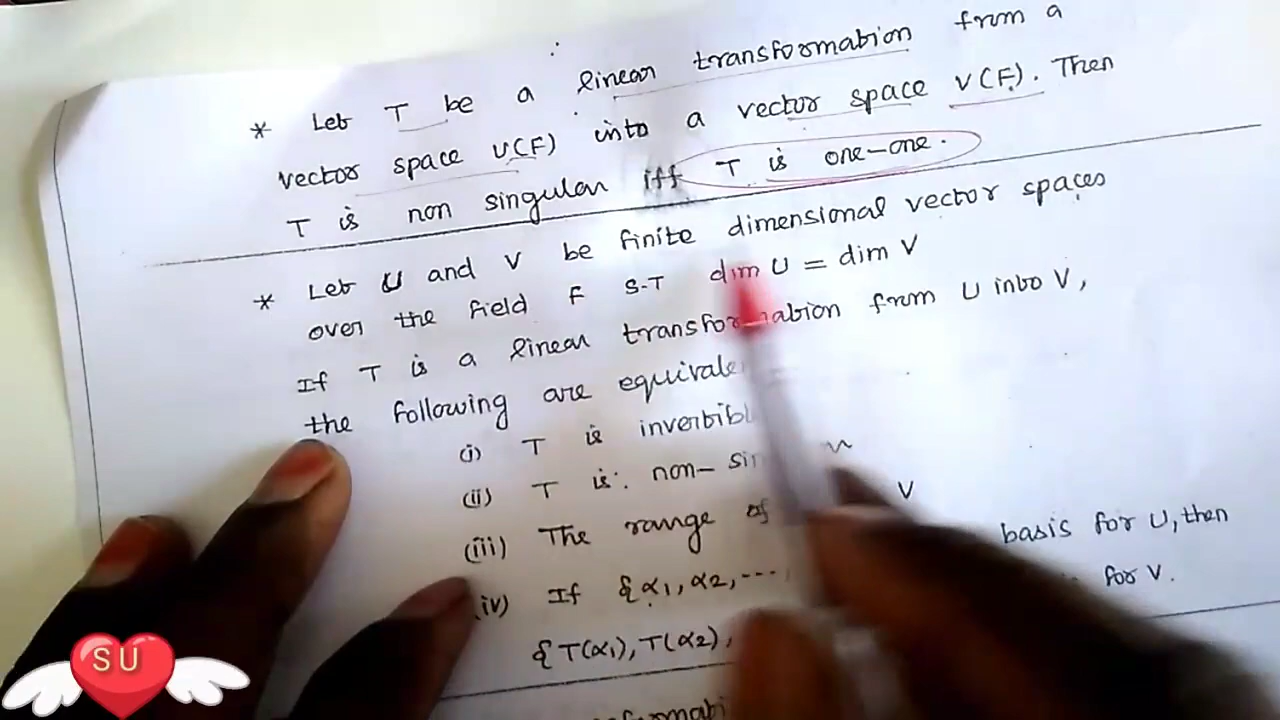 * Let T be a linear transformation from a
vector space U(F) into a vector space V(F). Then
T is non singular iff T is one-one.
* Let U and V be finite dimensional vector spaces
over the field F S.T dim U = dim V
If T is a linear transformation from U into V,
the following are
(i) T is
(ii) T is non-
(iii) The range of V
(iv) If {α1, α2, ---, basis for U, then
{T(α1), T(α2), for V.
SU